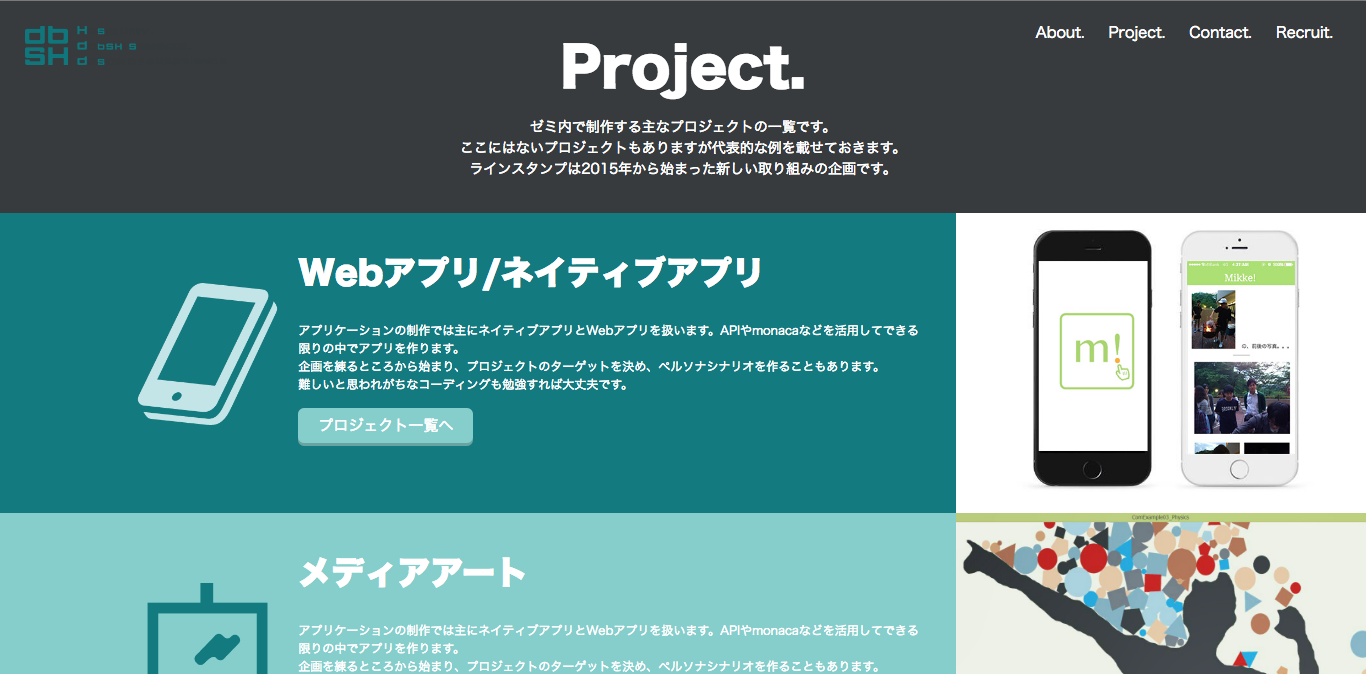 db
SH
H s
d bSH s
d s
About. Project. Contact. Recruit.
Project.
ゼミ内で制作する主なプロジェクトの一覧です。
ここにはないプロジェクトもありますが代表的な例を載せておきます。
ラインスタンプは2015年から始まった新しい取り組みの企画です。
Webアプリ/ネイティブアプリ
アプリケーションの制作では主にネイティブアプリとWebアプリを扱います。APIやmonacaなどを活用してできる
限りの中でアプリを作ります。
企画を練るところから始まり、プロジェクトのターゲットを決め、ペルソナシナリオを作ることもあります。
難しいと思われがちなコーディングも勉強すれば大丈夫です。
プロジェクト一覧へ
m!
Mikke!
メディアアート
アプリケーションの制作では主にネイティブアプリとWebアプリを扱います。APIやmonacaなどを活用してできる
限りの中でアプリを作ります。
企画を練るところから始まり、プロジェクトのターゲットを決め、ペルソナシナリオを作ることもあります。